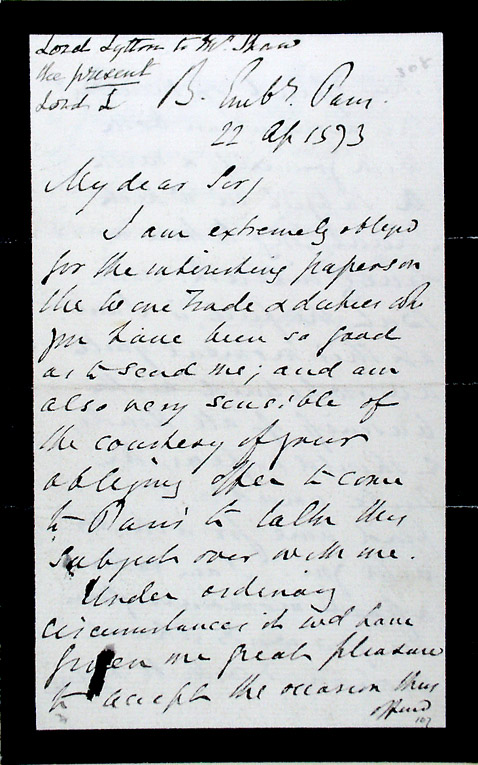 Lord Lytton to Mr. Shaw
the present
Lord L
B. Emby. Paris.
22 Ap 1873
My dear Sir,
I am extremely obliged
for the interesting papers on
the Wine Trade & duties wh
you have been so good
as to send me; and am
also very sensible of
the courtesy of your
obliging offer to come
to Paris to talk this
subject over with me.
Under ordinary
circumstances it wd have
given me great pleasure
to accept the occasion thus
offered